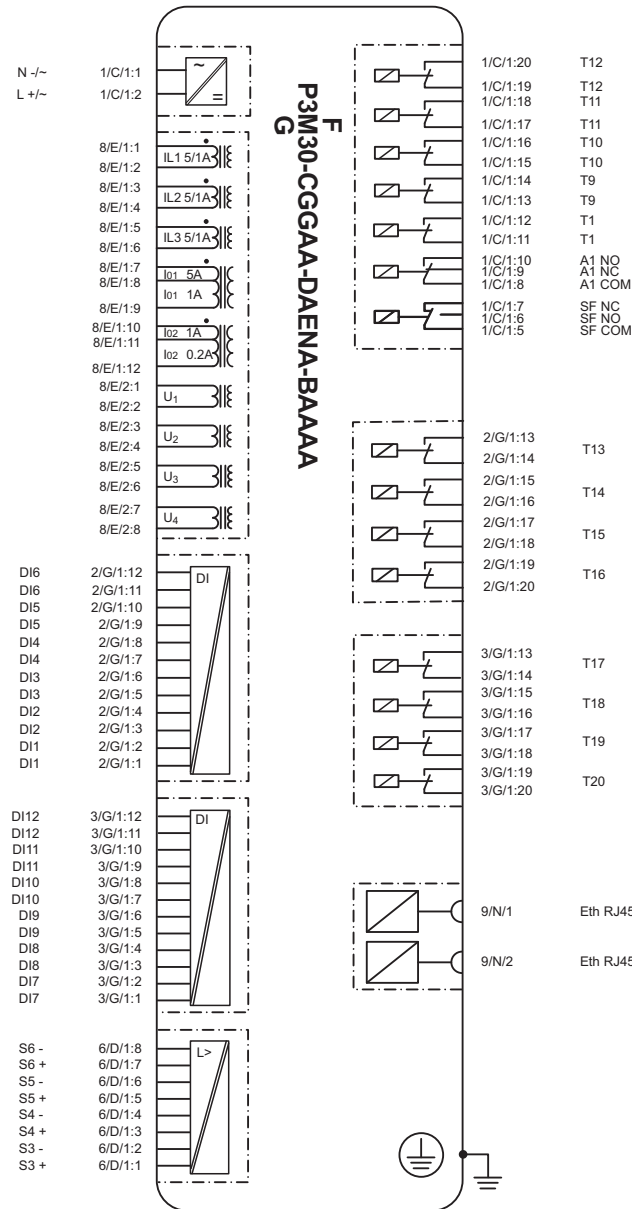 N -/~ 1/C/1:1
L +/~ 1/C/1:2
~
=
8/E/1:1
8/E/1:2
IL1 5/1A
8/E/1:3
8/E/1:4
IL2 5/1A
8/E/1:5
8/E/1:6
IL3 5/1A
8/E/1:7
8/E/1:8
8/E/1:9
I01 5A
I01 1A
8/E/1:10
8/E/1:11
8/E/1:12
I02 1A
I02 0.2A
8/E/2:1
8/E/2:2
U1
8/E/2:3
8/E/2:4
U2
8/E/2:5
8/E/2:6
U3
8/E/2:7
8/E/2:8
U4
DI6 2/G/1:12
DI6 2/G/1:11
DI5 2/G/1:10
DI5 2/G/1:9
DI4 2/G/1:8
DI4 2/G/1:7
DI3 2/G/1:6
DI3 2/G/1:5
DI2 2/G/1:4
DI2 2/G/1:3
DI1 2/G/1:2
DI1 2/G/1:1
DI
DI12 3/G/1:12
DI12 3/G/1:11
DI11 3/G/1:10
DI11 3/G/1:9
DI10 3/G/1:8
DI10 3/G/1:7
DI9 3/G/1:6
DI9 3/G/1:5
DI8 3/G/1:4
DI8 3/G/1:3
DI7 3/G/1:2
DI7 3/G/1:1
DI
S6 - 6/D/1:8
S6 + 6/D/1:7
S5 - 6/D/1:6
S5 + 6/D/1:5
S4 - 6/D/1:4
S4 + 6/D/1:3
S3 - 6/D/1:2
S3 + 6/D/1:1
L>
F
P3M30-CGGAA-DAENA-BAAAA
G
1/C/1:20 T12
1/C/1:19 T12
1/C/1:18 T11
1/C/1:17 T11
1/C/1:16 T10
1/C/1:15 T10
1/C/1:14 T9
1/C/1:13 T9
1/C/1:12 T1
1/C/1:11 T1
1/C/1:10 A1 NO
1/C/1:9 A1 NC
1/C/1:8 A1 COM
1/C/1:7 SF NC
1/C/1:6 SF NO
1/C/1:5 SF COM
2/G/1:13
2/G/1:14
T13
2/G/1:15
2/G/1:16
T14
2/G/1:17
2/G/1:18
T15
2/G/1:19
2/G/1:20
T16
3/G/1:13
3/G/1:14
T17
3/G/1:15
3/G/1:16
T18
3/G/1:17
3/G/1:18
T19
3/G/1:19
3/G/1:20
T20
9/N/1 Eth RJ45
9/N/2 Eth RJ45